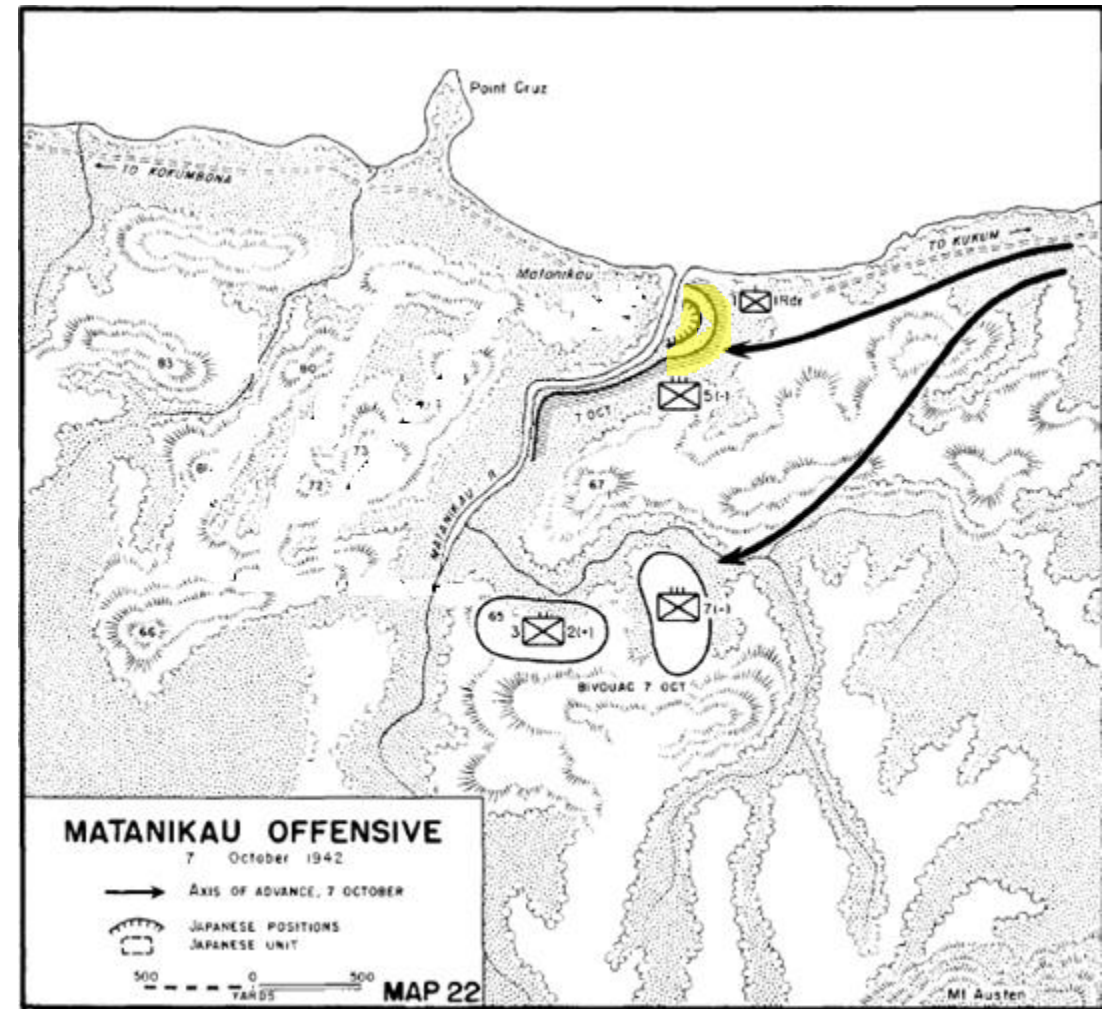 Point Cruz
← TO KOKUMBONA
TO KUKUM →
Matanikau
1 1Rdr
83
80
5(-)
7 OCT
73
81
72
67
MATANIKAU R
66
65
3 2(+)
7(-)
BIVOUAC 7 OCT
MATANIKAU OFFENSIVE
7 October 1942
AXIS OF ADVANCE, 7 OCTOBER
JAPANESE POSITIONS
JAPANESE UNIT
500 0 500
YARDS
MAP 22
Mt Austen